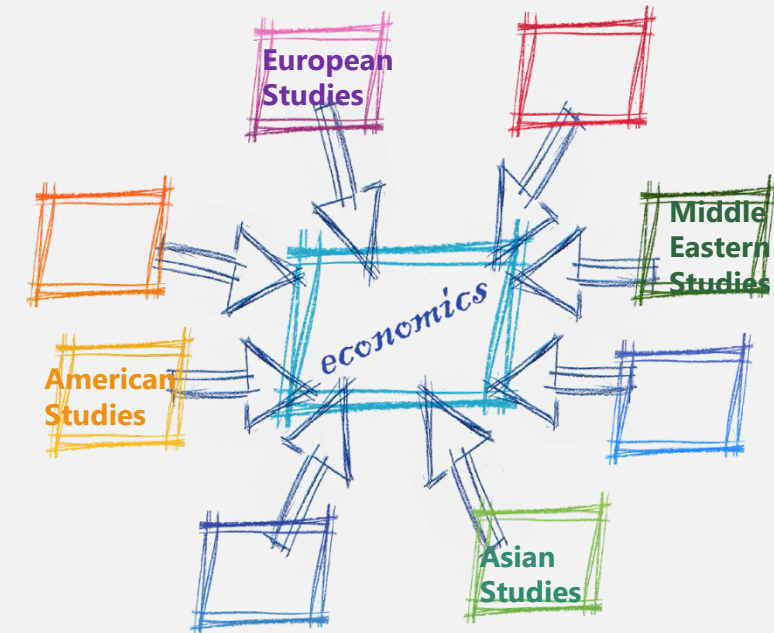 European
Studies
Middle
Eastern
Studies
economics
American
Studies
Asian
Studies